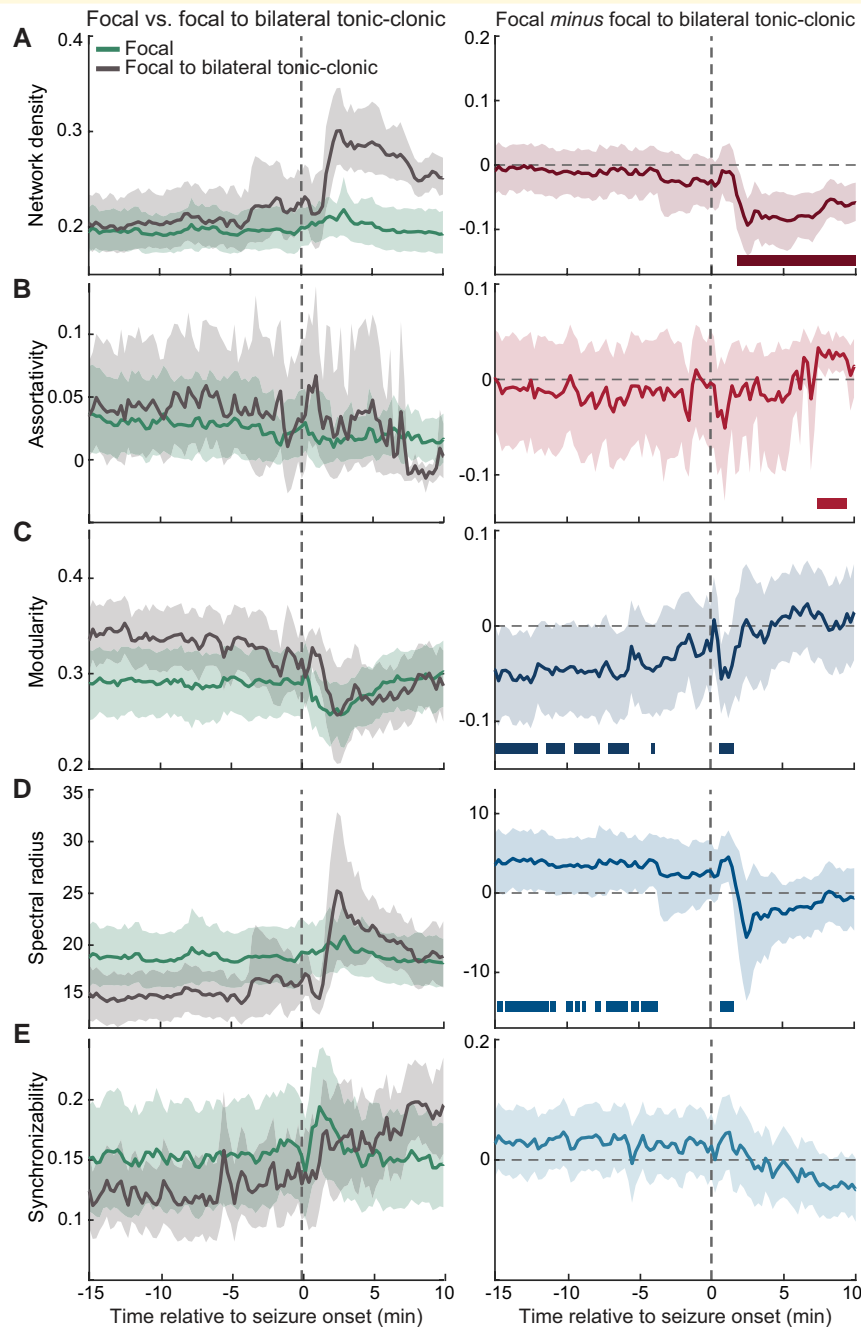 Focal vs. focal to bilateral tonic-clonic
Focal minus focal to bilateral tonic-clonic
A
Focal
Focal to bilateral tonic-clonic
Network density
0.4
0.3
0.2
0.2
0.1
0
-0.1
B
Assortativity
0.1
0.05
0
0.1
0
-0.1
C
Modularity
0.4
0.3
0.2
0.1
0
-0.1
D
Spectral radius
35
30
25
20
15
10
0
-10
E
Synchronizability
0.2
0.15
0.1
0.2
0
-15 -10 -5 0 5 10
-15 -10 -5 0 5 10
Time relative to seizure onset (min)
Time relative to seizure onset (min)